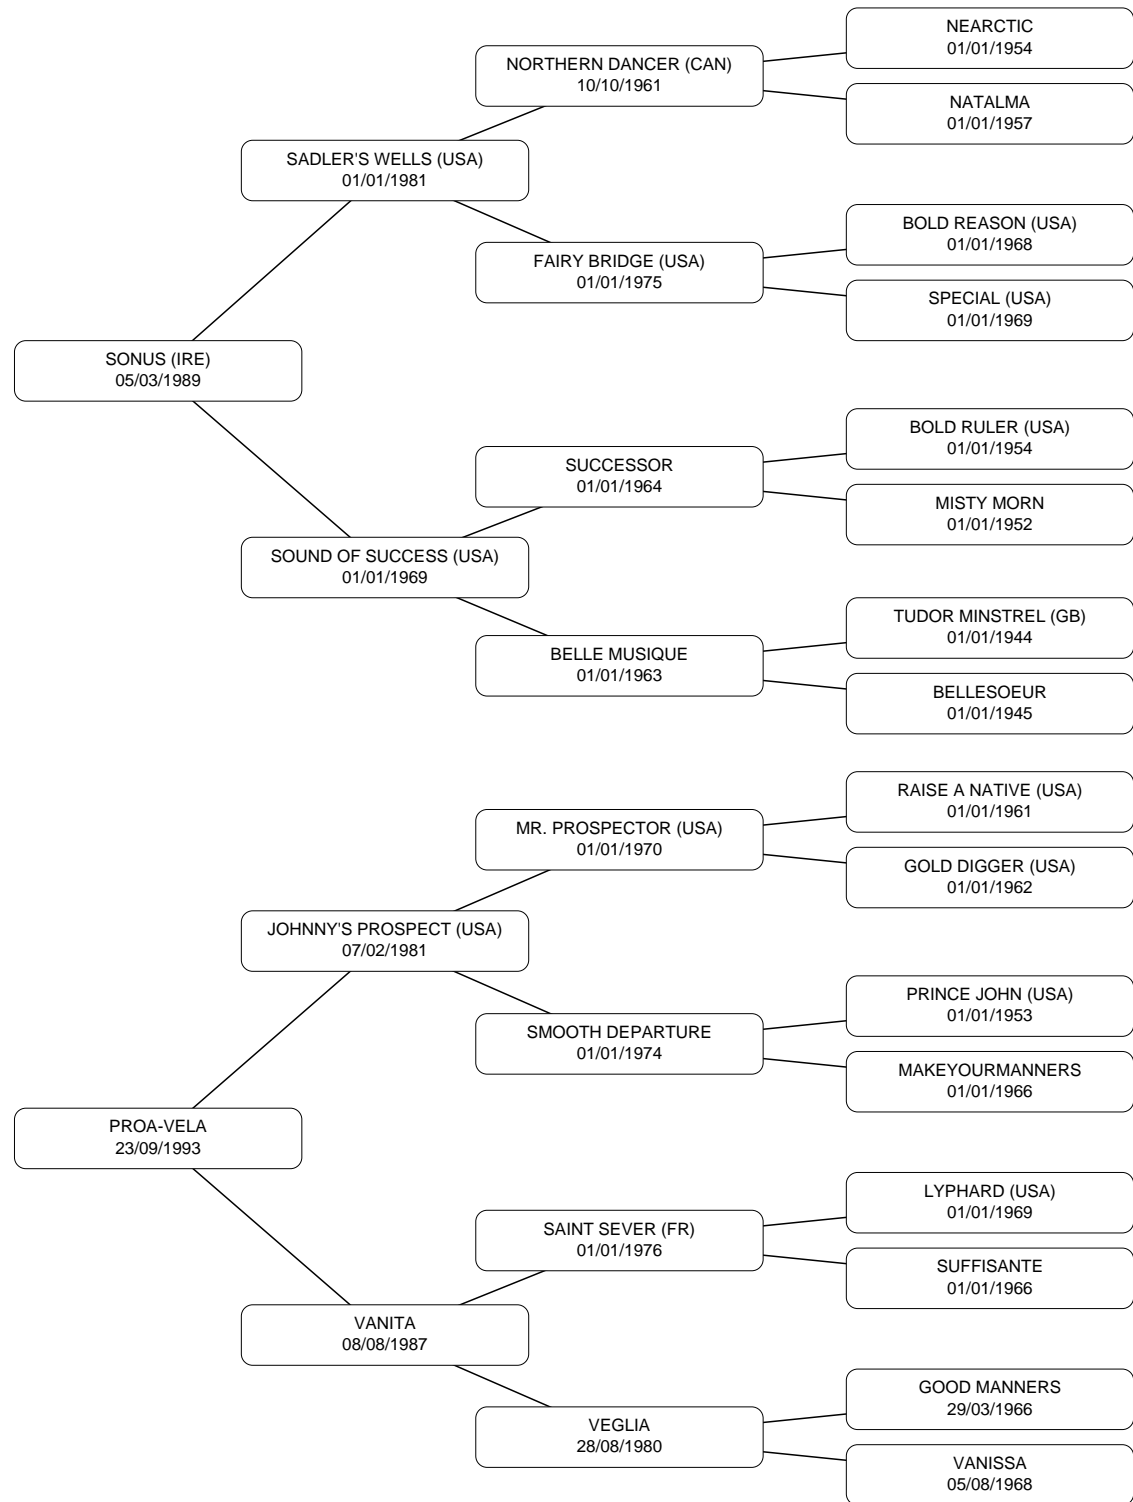 NEARCTIC
01/01/1954
NORTHERN DANCER (CAN)
10/10/1961
NATALMA
01/01/1957
SADLER'S WELLS (USA)
01/01/1981
BOLD REASON (USA)
01/01/1968
FAIRY BRIDGE (USA)
01/01/1975
SPECIAL (USA)
01/01/1969
SONUS (IRE)
05/03/1989
BOLD RULER (USA)
01/01/1954
SUCCESSOR
01/01/1964
MISTY MORN
01/01/1952
SOUND OF SUCCESS (USA)
01/01/1969
TUDOR MINSTREL (GB)
01/01/1944
BELLE MUSIQUE
01/01/1963
BELLESOEUR
01/01/1945
RAISE A NATIVE (USA)
01/01/1961
MR. PROSPECTOR (USA)
01/01/1970
GOLD DIGGER (USA)
01/01/1962
JOHNNY'S PROSPECT (USA)
07/02/1981
PRINCE JOHN (USA)
01/01/1953
SMOOTH DEPARTURE
01/01/1974
MAKEYOURMANNERS
01/01/1966
PROA-VELA
23/09/1993
LYPHARD (USA)
01/01/1969
SAINT SEVER (FR)
01/01/1976
SUFFISANTE
01/01/1966
VANITA
08/08/1987
GOOD MANNERS
29/03/1966
VEGLIA
28/08/1980
VANISSA
05/08/1968